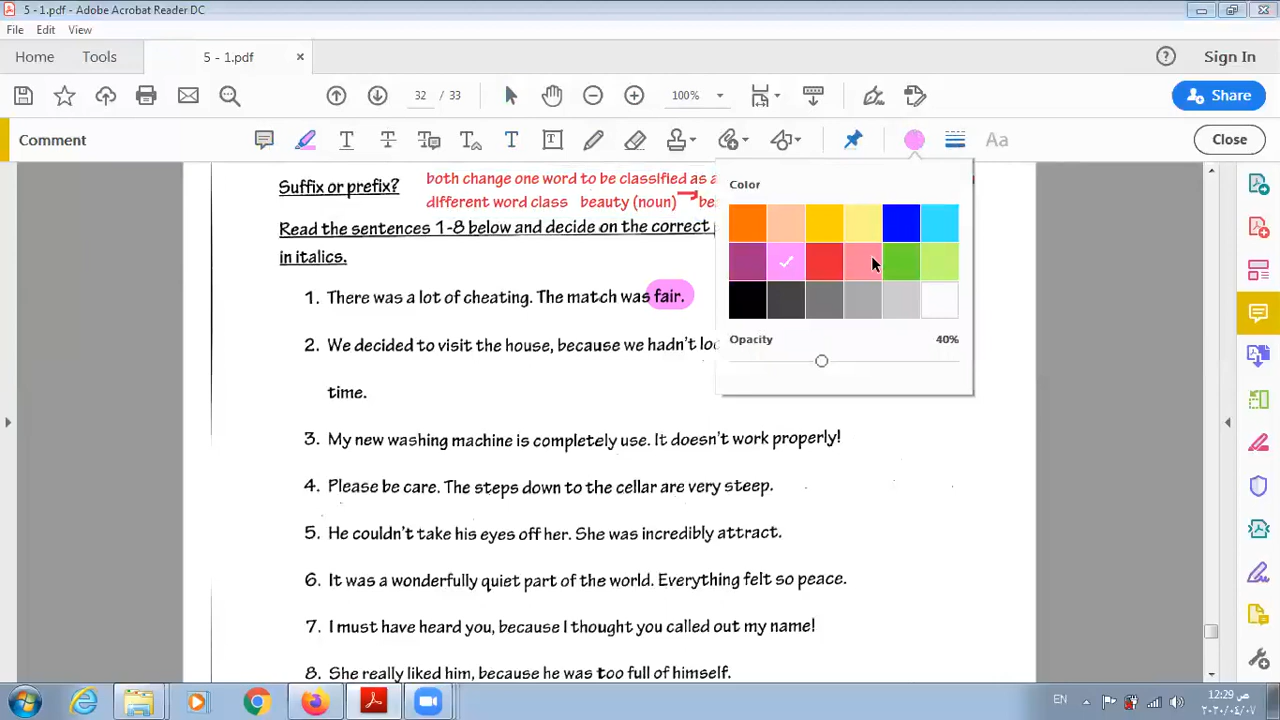 5 - 1.pdf - Adobe Acrobat Reader DC
File Edit View
Home Tools 5 - 1.pdf Sign In
32 / 33 100% Share
Comment T T T T T Aa Close
Suffix or prefix? both change one word to be classified as a
different word class beauty (noun)
Read the sentences 1-8 below and decide on the correct
in italics.
1. There was a lot of cheating. The match was fair.
2. We decided to visit the house, because we hadn't
time.
3. My new washing machine is completely use. It doesn't work properly!
4. Please be care. The steps down to the cellar are very steep.
5. He couldn't take his eyes off her. She was incredibly attract.
6. It was a wonderfully quiet part of the world. Everything felt so peace.
7. I must have heard you, because I thought you called out my name!
8. She really liked him, because he was too full of himself.
Color
Opacity 40%
EN
12:29 ص
٢٠٢٠/٠٤/٠٧